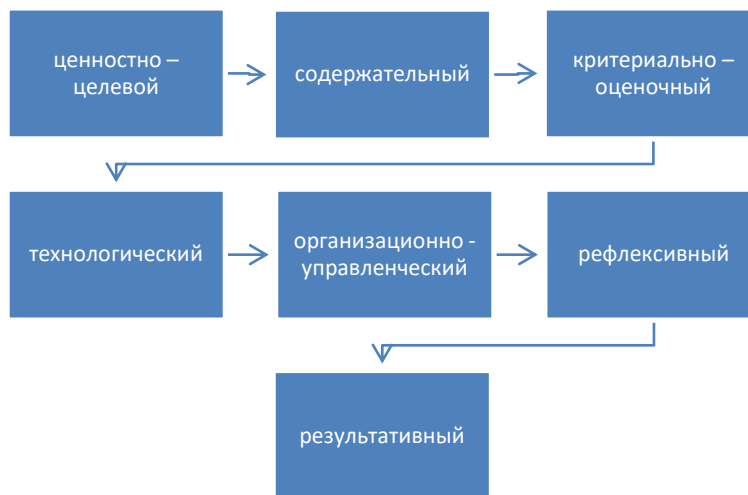 ценностно –
целевой
содержательный
критериально –
оценочный
технологический
организационно -
управленческий
рефлексивный
результативный